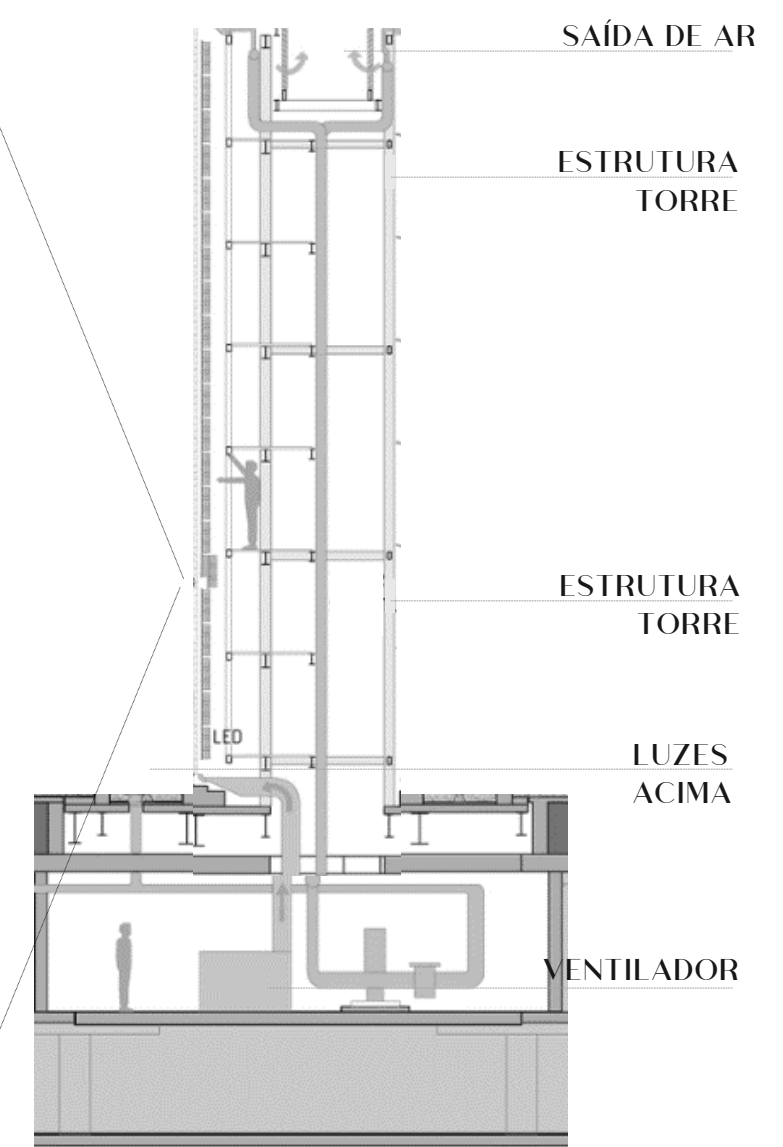 SAÍDA DE AR
ESTRUTURA
TORRE
ESTRUTURA
TORRE
LED
LUZES
ACIMA
VENTILADOR